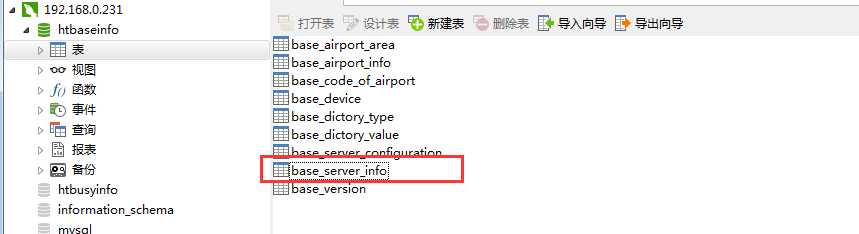 192.168.0.231
htbaseinfo
表
视图
f() 函数
事件
查询
报表
备份
htbusyinfo
information_schema
mysql
打开表 设计表 新建表 删除表 导入向导 导出向导
base_airport_area
base_airport_info
base_code_of_airport
base_device
base_dictory_type
base_dictory_value
base_server_configuration
base_server_info
base_version